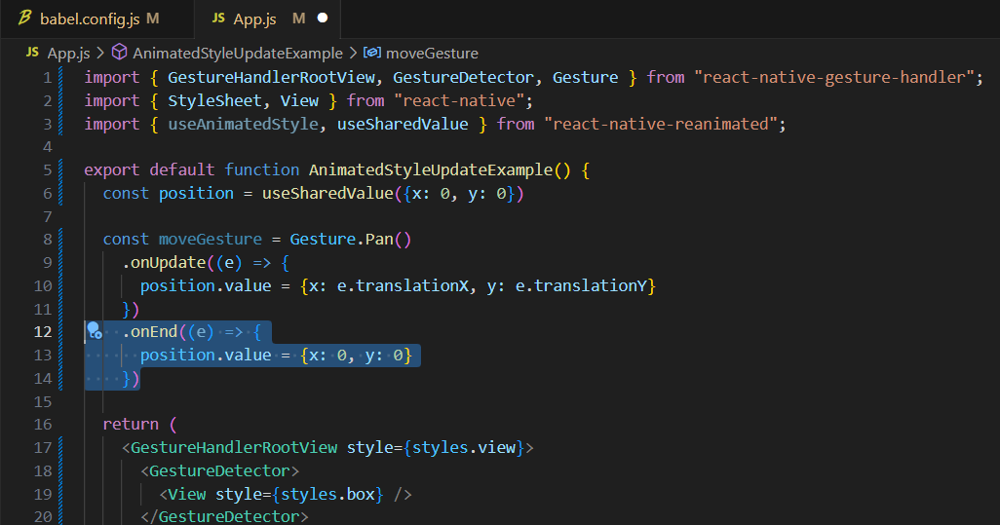 babel.config.js M
JS App.js M
JS App.js > AnimatedStyleUpdateExample > moveGesture
1 import { GestureHandlerRootView, GestureDetector, Gesture } from "react-native-gesture-handler";
2 import { StyleSheet, View } from "react-native";
3 import { useAnimatedStyle, useSharedValue } from "react-native-reanimated";
4
5 export default function AnimatedStyleUpdateExample() {
6 const position = useSharedValue({x: 0, y: 0})
7
8 const moveGesture = Gesture.Pan()
9 .onUpdate((e) => {
10 position.value = {x: e.translationX, y: e.translationY}
11 })
12 .onEnd((e) => {
13 position.value = {x: 0, y: 0}
14 })
15
16 return (
17 <GestureHandlerRootView style={styles.view}>
18 <GestureDetector>
19 <View style={styles.box} />
20 </GestureDetector>